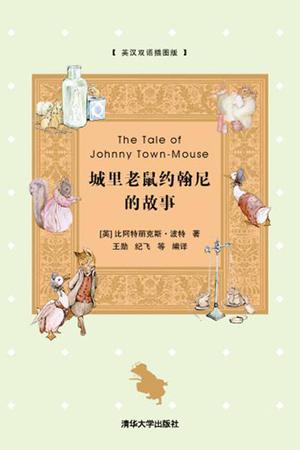 【 英汉双语插图版 】
The Tale of
Johnny Town-Mouse
城里老鼠约翰尼
的故事
[英] 比阿特丽克斯·波特 著
王勋 纪飞 等 编译
清华大学出版社